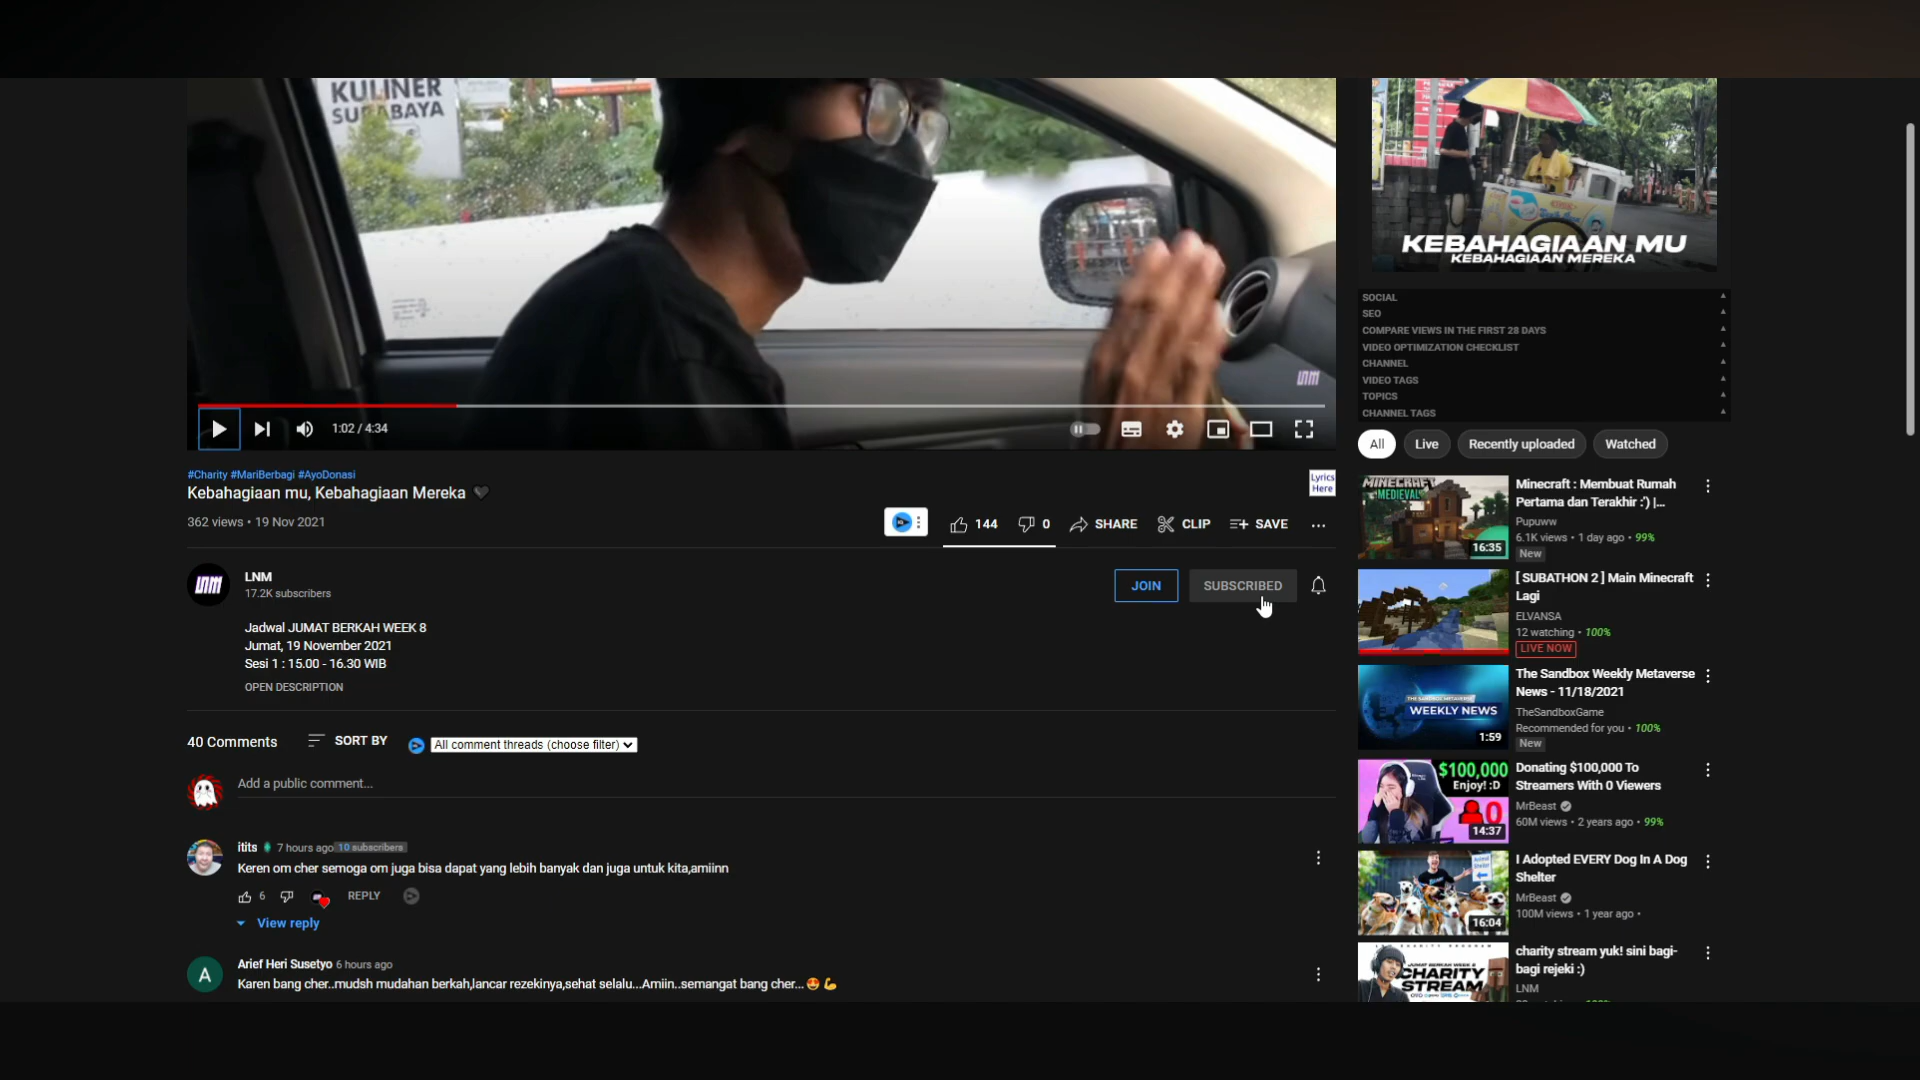 KULINER
SURABAYA
LNM
1:02 / 4:34
#Charity #MariBerbagi #AyoDonasi
Kebahagiaan mu, Kebahagiaan Mereka 🖤
Lyrics
Here
362 views • 19 Nov 2021
144
0
SHARE
CLIP
SAVE
LNM
LNM
17.2K subscribers
JOIN
SUBSCRIBED
Jadwal JUMAT BERKAH WEEK 8
Jumat, 19 November 2021
Sesi 1 : 15.00 - 16.30 WIB
OPEN DESCRIPTION
40 Comments
SORT BY
All comment threads (choose filter)
Add a public comment...
itits 7 hours ago 10 subscribers
Keren om cher semoga om juga bisa dapat yang lebih banyak dan juga untuk kita,amiinn
6
REPLY
View reply
A
Arief Heri Susetyo 6 hours ago
Karen bang cher..mudsh mudahan berkah,lancar rezekinya,sehat selalu...Amiin..semangat bang cher... 😍 💪
KEBAHAGIAAN MU
KEBAHAGIAAN MEREKA
SOCIAL
SEO
COMPARE VIEWS IN THE FIRST 28 DAYS
VIDEO OPTIMIZATION CHECKLIST
CHANNEL
VIDEO TAGS
TOPICS
CHANNEL TAGS
All
Live
Recently uploaded
Watched
MINECRAFT
MEDIEVAL
16:35
Minecraft : Membuat Rumah
Pertama dan Terakhir :') |...
Pupuww
6.1K views • 1 day ago • 99%
New
[ SUBATHON 2 ] Main Minecraft
Lagi
ELVANSA
12 watching • 100%
LIVE NOW
WEEKLY NEWS
1:59
The Sandbox Weekly Metaverse
News - 11/18/2021
TheSandboxGame
Recommended for you • 100%
New
$100,000
Enjoy! :D
0
14:37
Donating $100,000 To
Streamers With 0 Viewers
MrBeast
60M views • 2 years ago • 99%
16:04
I Adopted EVERY Dog In A Dog
Shelter
MrBeast
100M views • 1 year ago •
JUMAT BERKAH WEEK 8
CHARITY
STREAM
charity stream yuk! sini bagi-
bagi rejeki :)
LNM